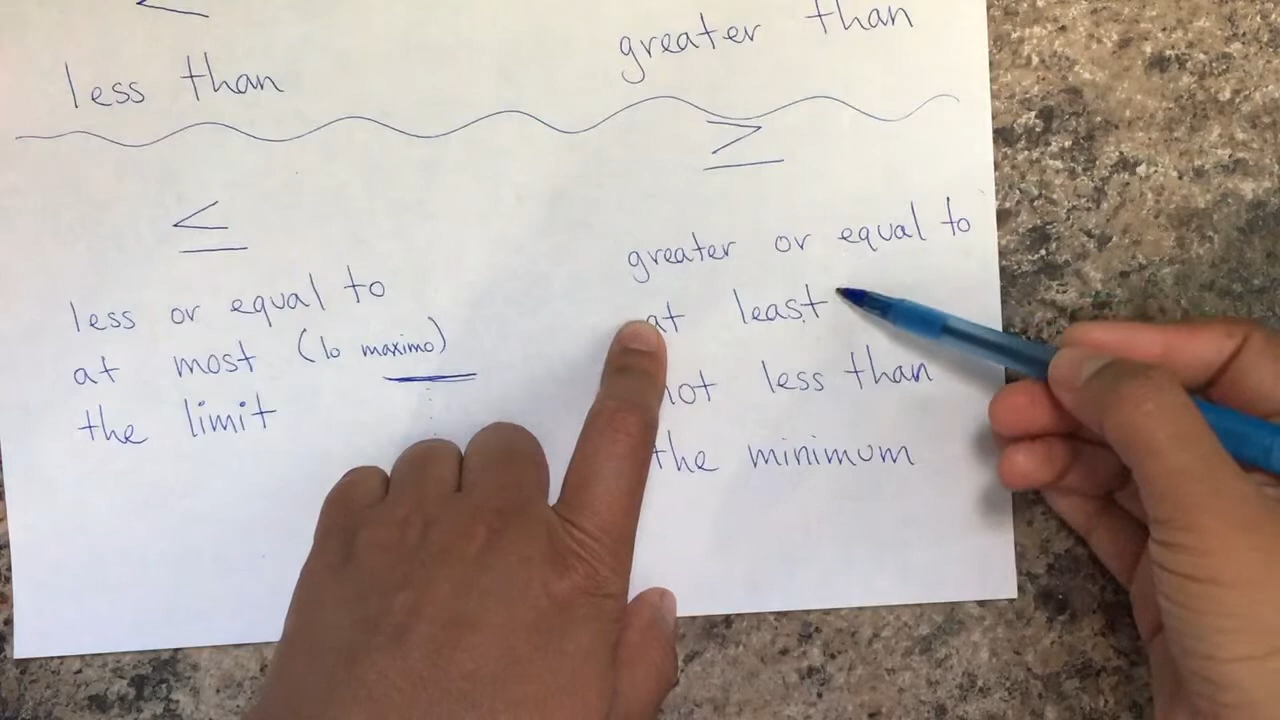 <
less than
greater than
≤
less or equal to
at most (lo maximo)
the limit
≥
greater or equal to
at least
not less than
the minimum